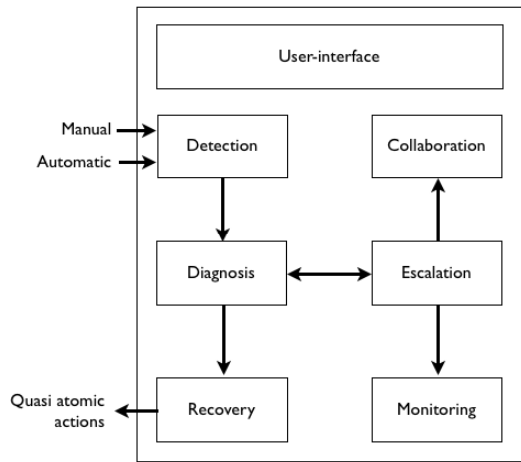 User-interface
Manual
Automatic
Detection
Collaboration
Diagnosis
Escalation
Quasi atomic
actions
Recovery
Monitoring